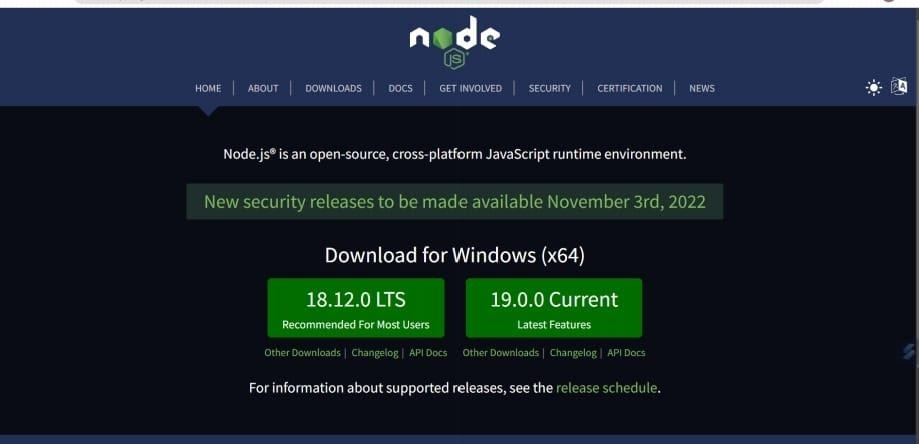 node
JS
HOME | ABOUT | DOWNLOADS | DOCS | GET INVOLVED | SECURITY | CERTIFICATION | NEWS
Node.js® is an open-source, cross-platform JavaScript runtime environment.
New security releases to be made available November 3rd, 2022
Download for Windows (x64)
18.12.0 LTS
Recommended For Most Users
19.0.0 Current
Latest Features
Other Downloads | Changelog | API Docs
Other Downloads | Changelog | API Docs
For information about supported releases, see the release schedule.